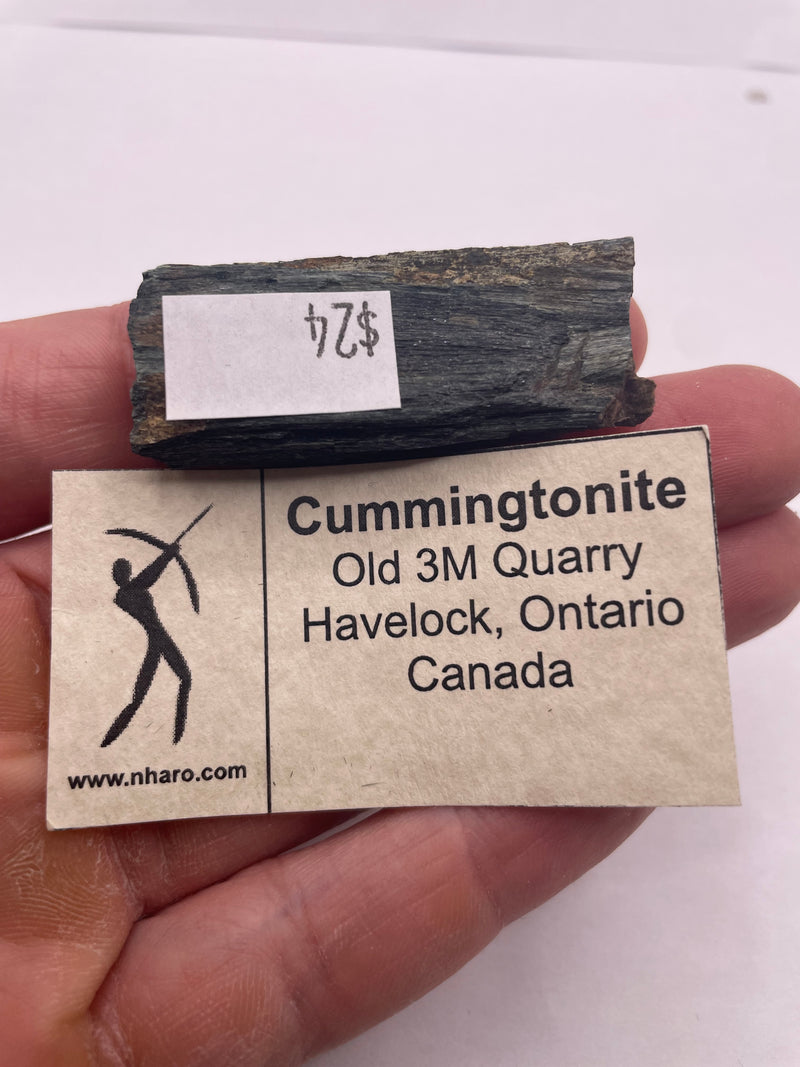 $24
Cummingtonite
Old 3M Quarry
Havelock, Ontario
Canada
www.nharo.com